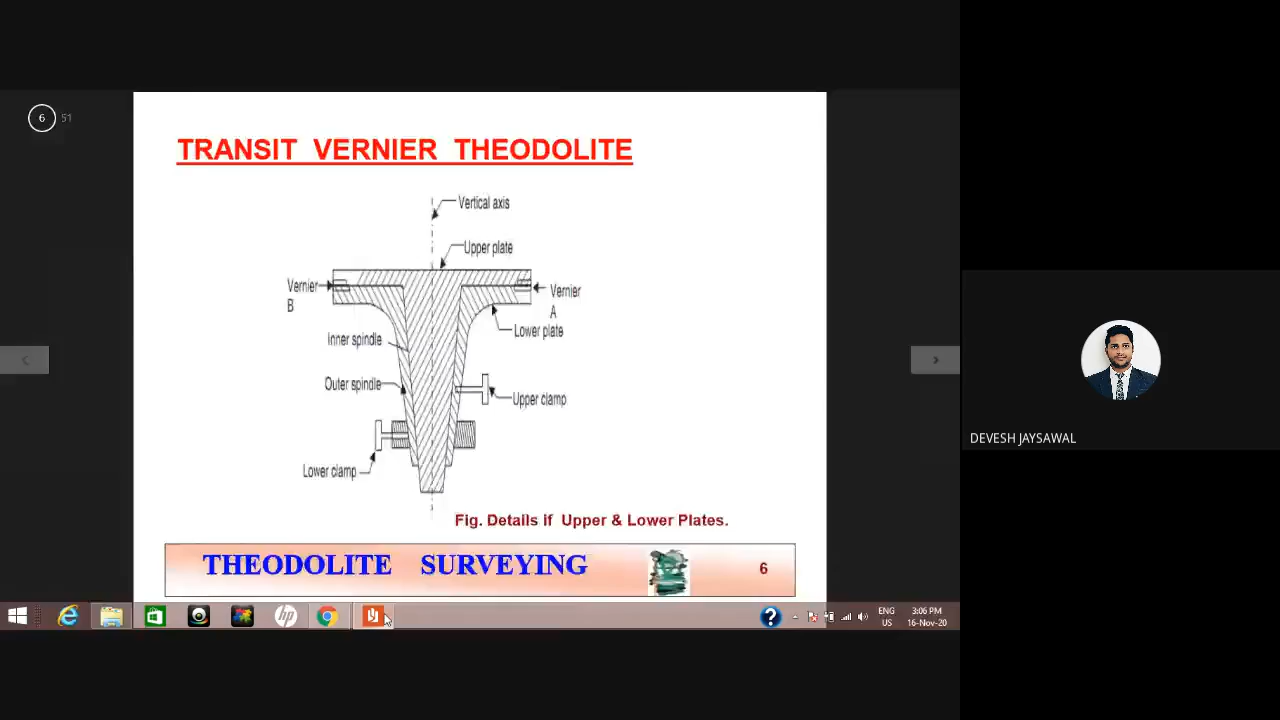 6 51
TRANSIT VERNIER THEODOLITE
Vertical axis
Upper plate
Vernier
B
Vernier
A
Lower plate
Inner spindle
Outer spindle
Upper clamp
Lower clamp
Fig. Details if Upper & Lower Plates.
THEODOLITE SURVEYING
6
DEVESH JAYSAWAL
hp
?
ENG
US
3:06 PM
16-Nov-20